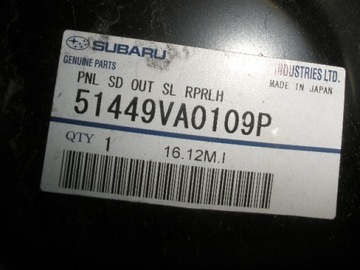 SUBARU
GENUINE PARTS
INDUSTRIES LTD.
MADE IN JAPAN
PNL SD OUT SL RPRLH
51449VA0109P
QTY 1
16.12M.I